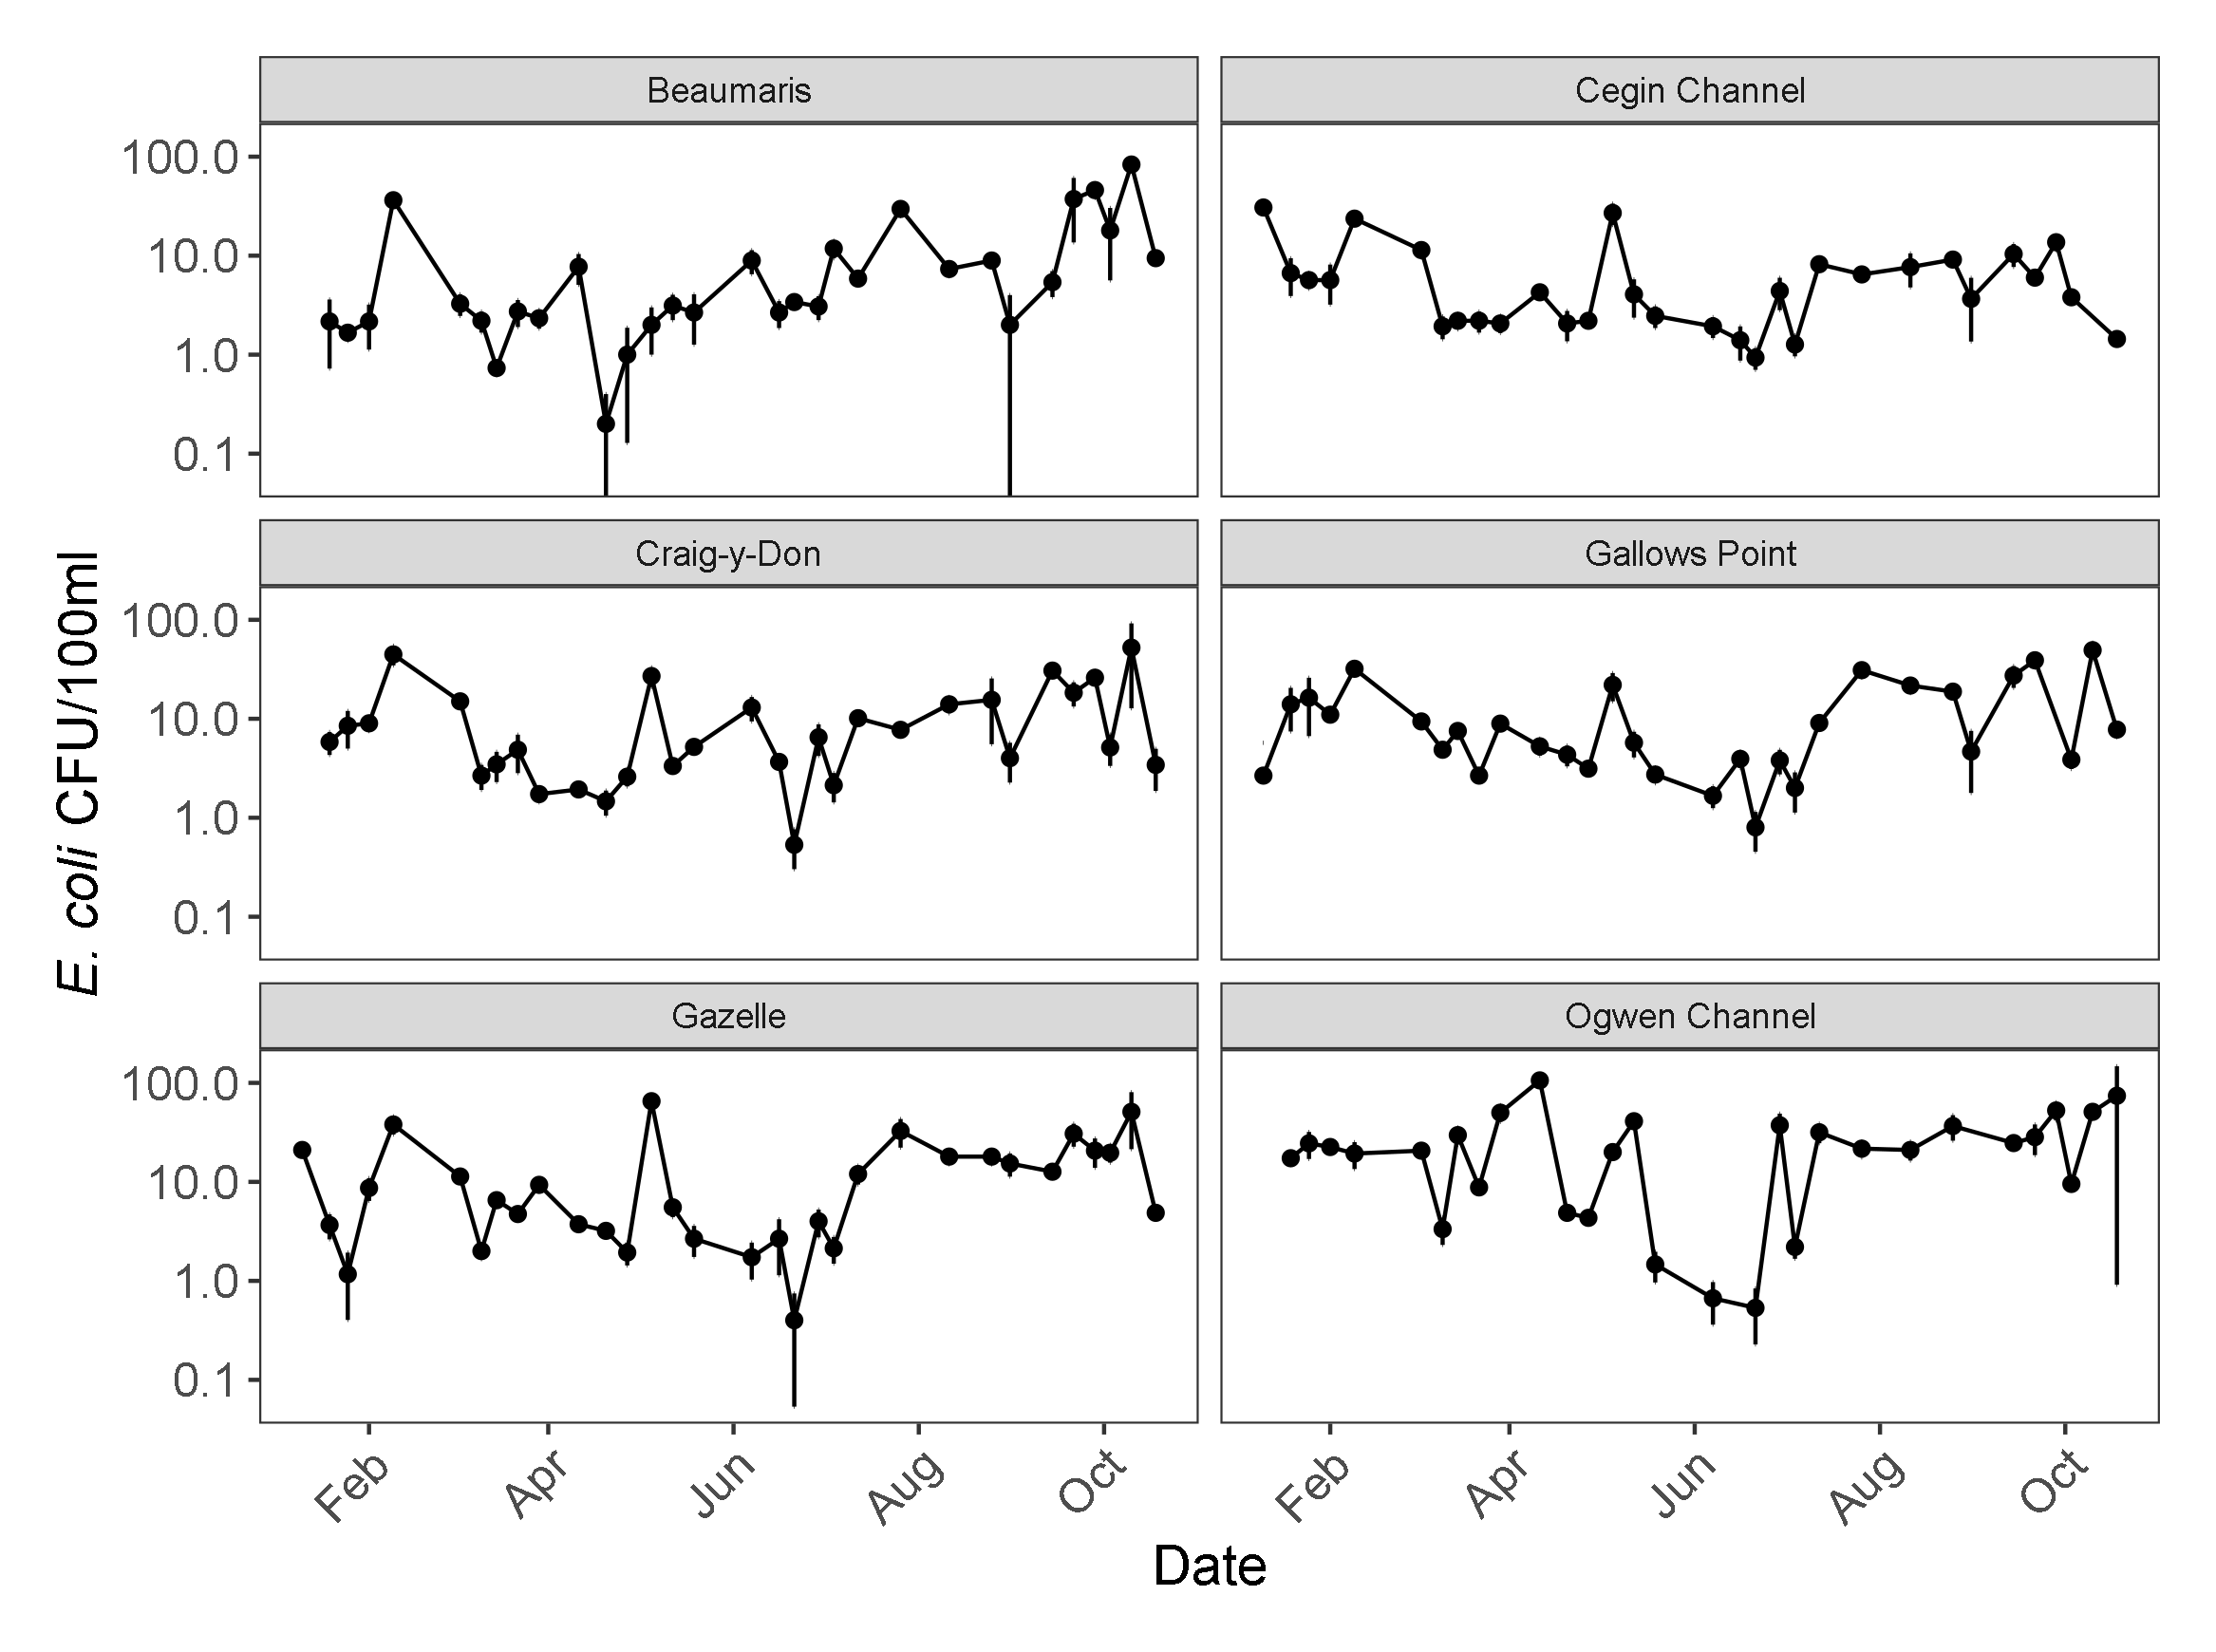 Beaumaris
Cegin Channel
100.0
10.0
1.0
0.1
Craig-y-Don
Gallows Point
100.0
10.0
1.0
0.1
E. coli CFU/100ml
Gazelle
Ogwen Channel
100.0
10.0
1.0
0.1
Feb Apr Jun Aug Oct Feb Apr Jun Aug Oct
Date